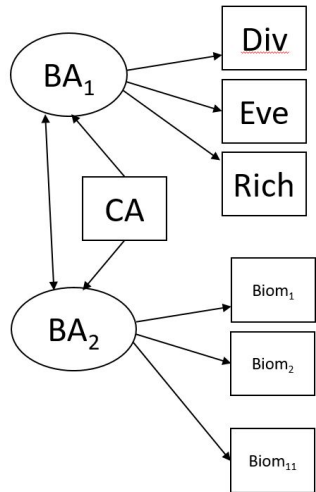 Div
BA₁
Eve
Rich
CA
BA₂
Biom₁
Biom₂
Biom₁₁